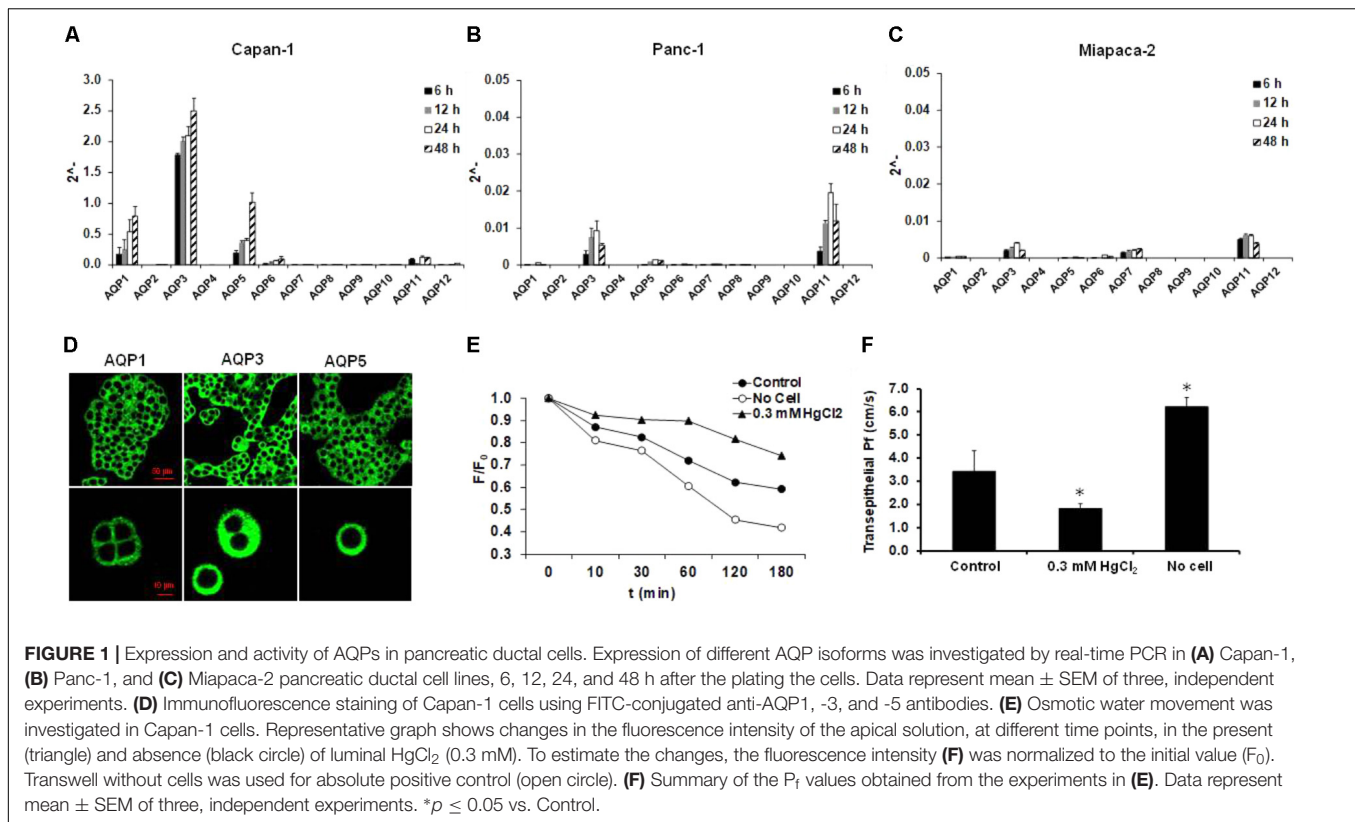 A
Capan-1
2^-
3.0
2.5
2.0
1.5
1.0
0.5
0.0
6 h
12 h
24 h
48 h
AQP1
AQP2
AQP3
AQP4
AQP5
AQP6
AQP7
AQP8
AQP9
AQP10
AQP11
AQP12
B
Panc-1
2^-
0.05
0.04
0.03
0.02
0.01
0
6 h
12 h
24 h
48 h
AQP1
AQP2
AQP3
AQP4
AQP5
AQP6
AQP7
AQP8
AQP9
AQP10
AQP11
AQP12
C
Miapaca-2
2^-
0.05
0.04
0.03
0.02
0.01
0
6 h
12 h
24 h
48 h
AQP1
AQP2
AQP3
AQP4
AQP5
AQP6
AQP7
AQP8
AQP9
AQP10
AQP11
AQP12
D
AQP1 AQP3 AQP5
10 µm
E
Control
No Cell
0.3 mM HgCl2
F/F0
1.0
0.9
0.8
0.7
0.6
0.5
0.4
0.3
0 10 30 60 120 180
t (min)
F
Transepithelial Pf (cm/s)
7.0
6.0
5.0
4.0
3.0
2.0
1.0
0.0
*
*
Control 0.3 mM HgCl₂ No cell
FIGURE 1 | Expression and activity of AQPs in pancreatic ductal cells. Expression of different AQP isoforms was investigated by real-time PCR in (A) Capan-1,
(B) Panc-1, and (C) Miapaca-2 pancreatic ductal cell lines, 6, 12, 24, and 48 h after the plating the cells. Data represent mean ± SEM of three, independent
experiments. (D) Immunofluorescence staining of Capan-1 cells using FITC-conjugated anti-AQP1, -3, and -5 antibodies. (E) Osmotic water movement was
investigated in Capan-1 cells. Representative graph shows changes in the fluorescence intensity of the apical solution, at different time points, in the present
(triangle) and absence (black circle) of luminal HgCl₂ (0.3 mM). To estimate the changes, the fluorescence intensity (F) was normalized to the initial value (F₀).
Transwell without cells was used for absolute positive control (open circle). (F) Summary of the Pf values obtained from the experiments in (E). Data represent
mean ± SEM of three, independent experiments. *p ≤ 0.05 vs. Control.